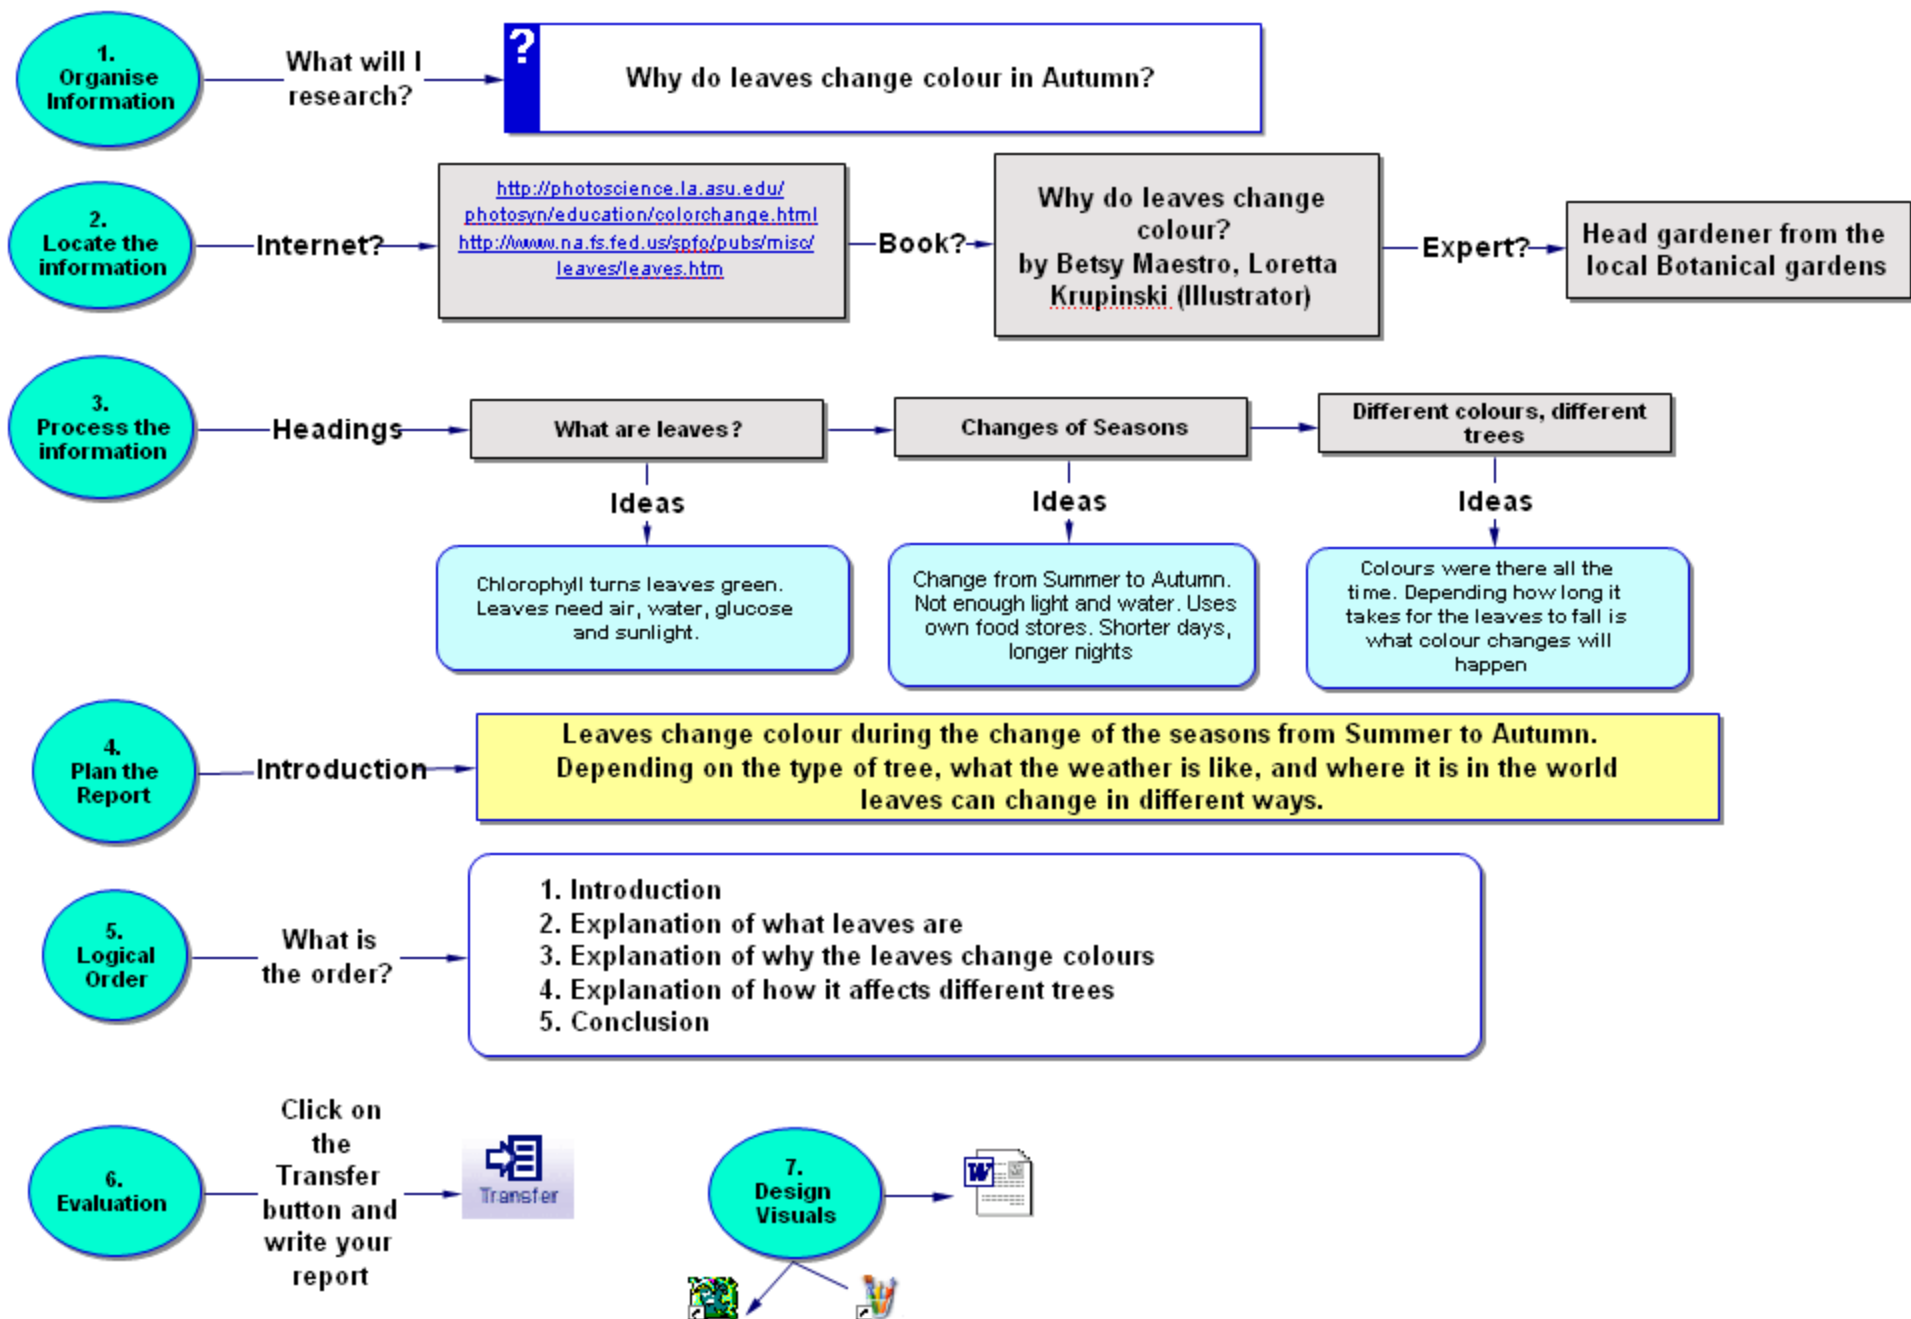 1.
Organise
Information
What will I
research?
?
Why do leaves change colour in Autumn?
2.
Locate the
information
Internet?
http://photoscience.la.asu.edu/
photosyn/education/colorchange.html
http://www.na.fs.fed.us/spfo/pubs/misc/
leaves/leaves.htm
Book?
Why do leaves change
colour?
by Betsy Maestro, Loretta
Krupinski (Illustrator)
Expert?
Head gardener from the
local Botanical gardens
3.
Process the
information
Headings
What are leaves?
Changes of Seasons
Different colours, different
trees
Ideas
Ideas
Ideas
Chlorophyll turns leaves green.
Leaves need air, water, glucose
and sunlight.
Change from Summer to Autumn.
Not enough light and water. Uses
own food stores. Shorter days,
longer nights
Colours were there all the
time. Depending how long it
takes for the leaves to fall is
what colour changes will
happen
4.
Plan the
Report
Introduction
Leaves change colour during the change of the seasons from Summer to Autumn.
Depending on the type of tree, what the weather is like, and where it is in the world
leaves can change in different ways.
5.
Logical
Order
What is
the order?
1. Introduction
2. Explanation of what leaves are
3. Explanation of why the leaves change colours
4. Explanation of how it affects different trees
5. Conclusion
6.
Evaluation
Click on
the
Transfer
button and
write your
report
Transfer
7.
Design
Visuals
W